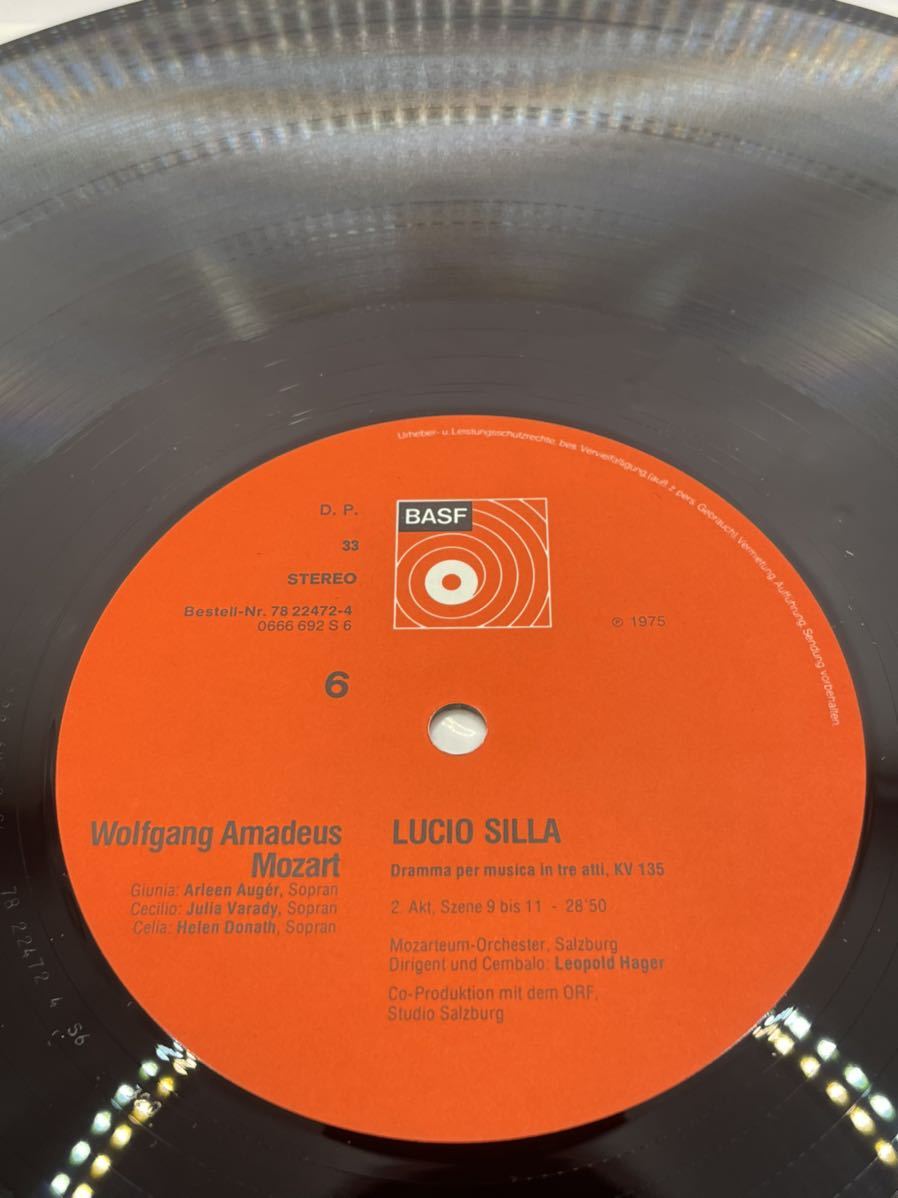 Urheber- u. Leistungsschutzrechte, bes. Vervielfältigung, (auß. z. pers. Gebrauch), Vermietung, Aufführung, Sendung vorbehalten
D. P.
BASF
33
STEREO
Bestell-Nr. 78 22472-4
0666 692 S 6
℗ 1975
6
Wolfgang Amadeus
Mozart
Giunia: Arleen Augér, Sopran
Cecilio: Julia Varady, Sopran
Celia: Helen Donath, Sopran
LUCIO SILLA
Dramma per musica in tre atti, KV 135
2. Akt, Szene 9 bis 11 - 28'50
Mozarteum-Orchester, Salzburg
Dirigent und Cembalo: Leopold Hager
Co-Produktion mit dem ORF,
Studio Salzburg
78 22472 4 S6